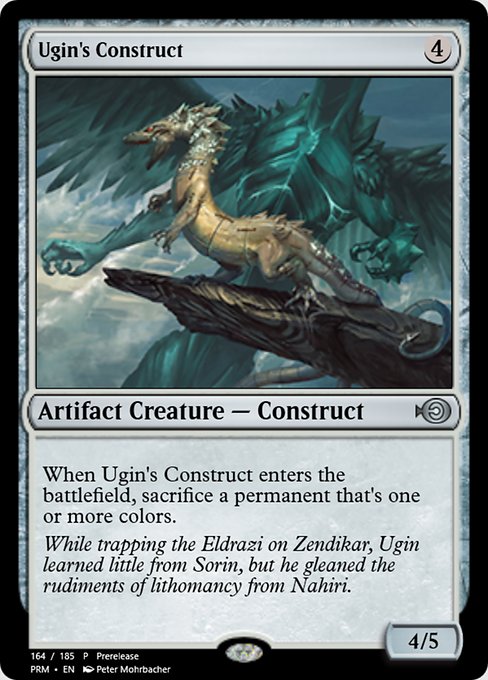 Ugin's Construct
4
Artifact Creature — Construct
When Ugin's Construct enters the
battlefield, sacrifice a permanent that's one
or more colors.
While trapping the Eldrazi on Zendikar, Ugin
learned little from Sorin, but he gleaned the
rudiments of lithomancy from Nahiri.
4/5
164 / 185 P Prerelease
PRM • EN Peter Mohrbacher